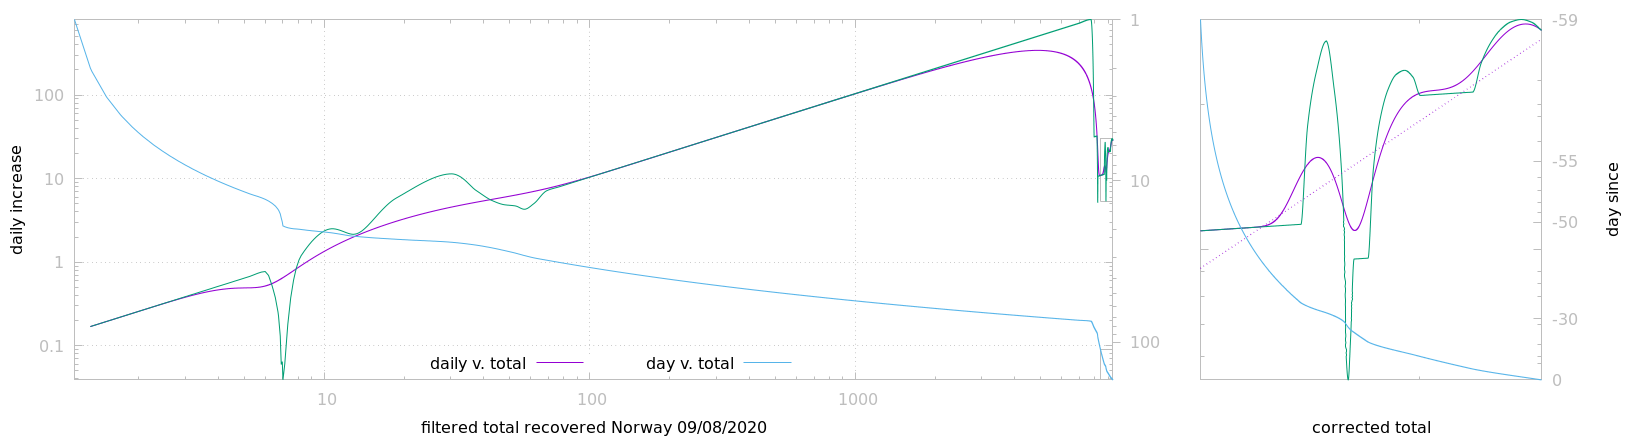 daily increase
100
10
1
0.1
10
100
1000
1
10
100
daily v. total
day v. total
filtered total recovered Norway 09/08/2020
-59
-55
-50
-30
0
day since
corrected total